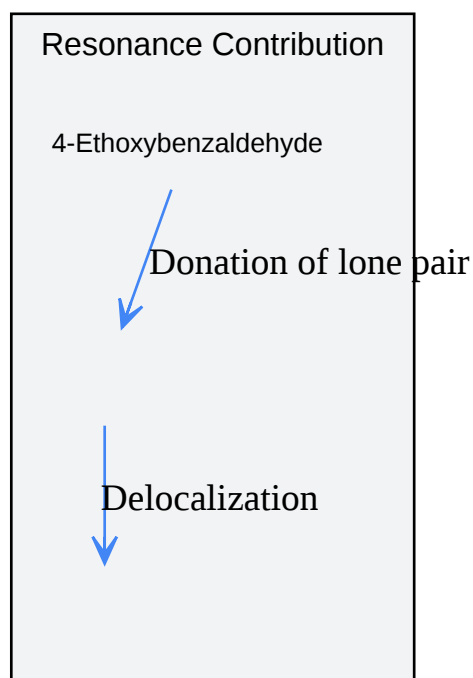 Resonance Contribution
4-Ethoxybenzaldehyde
Donation of lone pair
Delocalization